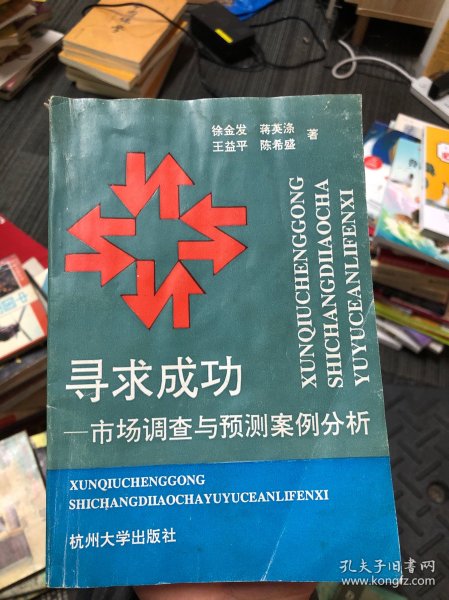 徐金发 蒋英涤
王益平 陈希盛 著
XUNQIUCHENGGONG
SHICHANGDIIAOCHA
YUYUCEANLIFENXI
寻求成功
—市场调查与预测案例分析
XUNQIUCHENGGONG
SHICHANGDIIAOCHAYUYUCEANLIFENXI
杭州大学出版社
孔夫子旧书网
www.kongfz.com